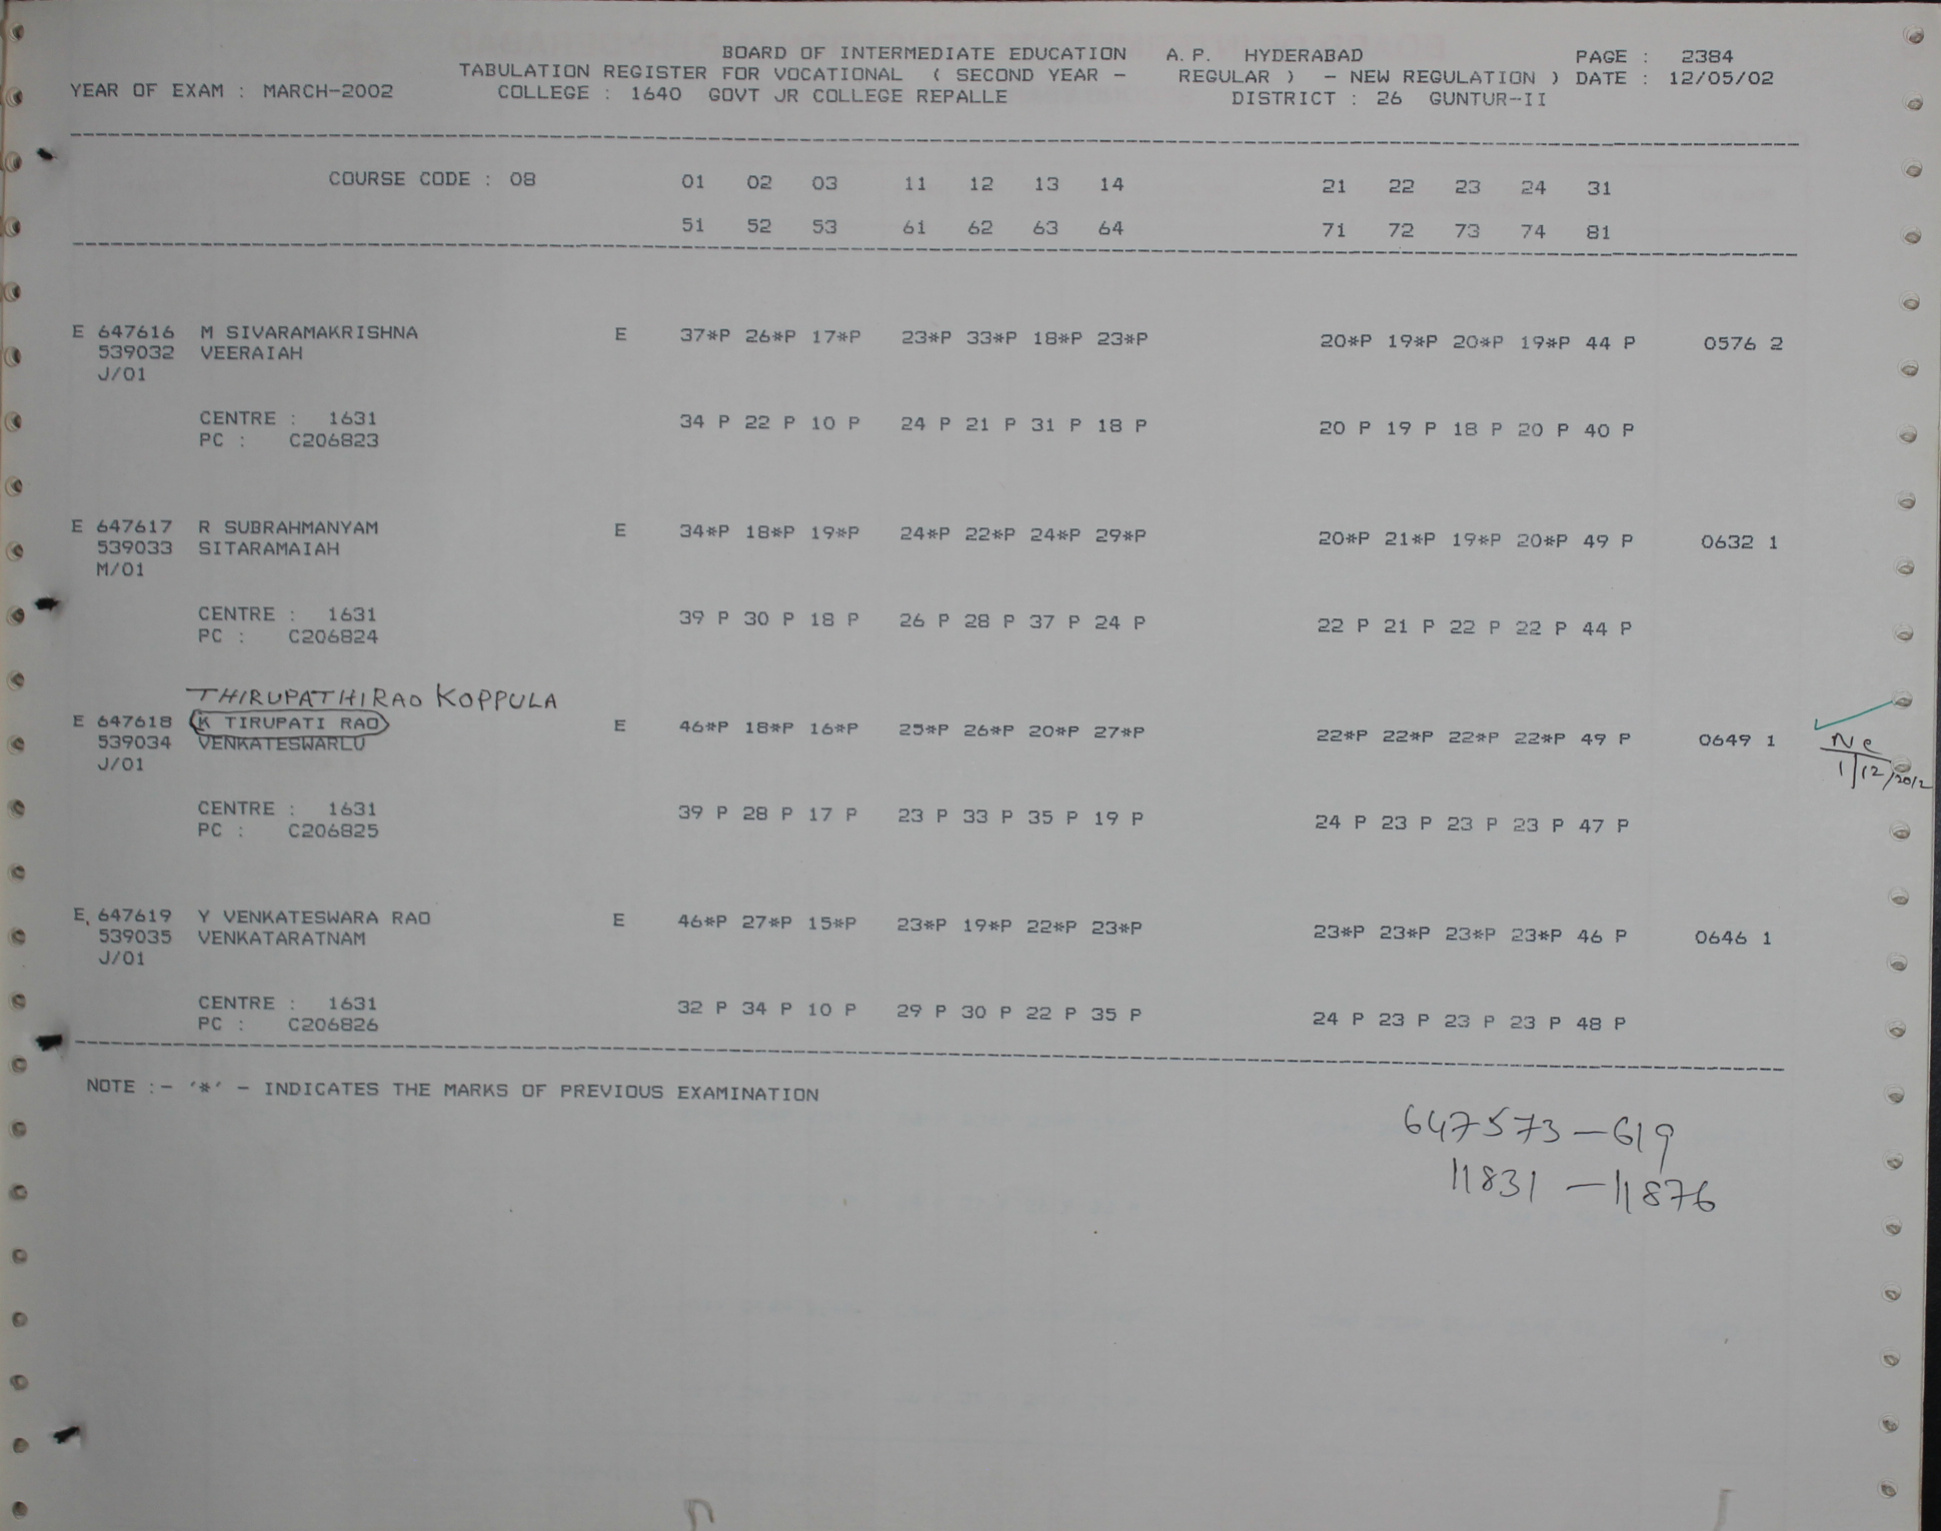 BOARD OF INTERMEDIATE EDUCATION A.P. HYDERABAD PAGE : 2384
TABULATION REGISTER FOR VOCATIONAL ( SECOND YEAR - REGULAR ) - NEW REGULATION ) DATE : 12/05/02
YEAR OF EXAM : MARCH-2002 COLLEGE : 1640 GOVT JR COLLEGE REPALLE DISTRICT : 26 GUNTUR-II
COURSE CODE : 08 01 02 03 11 12 13 14 21 22 23 24 31
51 52 53 61 62 63 64 71 72 73 74 81
E 647616 M SIVARAMAKRISHNA E 37*P 26*P 17*P 23*P 33*P 18*P 23*P 20*P 19*P 20*P 19*P 44 P 0576 2
539032 VEERAIAH
J/01
CENTRE : 1631 34 P 22 P 10 P 24 P 21 P 31 P 18 P 20 P 19 P 18 P 20 P 40 P
PC : C206823
E 647617 R SUBRAHMANYAM E 34*P 18*P 19*P 24*P 22*P 24*P 29*P 20*P 21*P 19*P 20*P 49 P 0632 1
539033 SITARAMAIAH
M/01
CENTRE : 1631 39 P 30 P 18 P 26 P 28 P 37 P 24 P 22 P 21 P 22 P 22 P 44 P
PC : C206824
THIRUPATHIRAO KOPPULA
E 647618 K TIRUPATI RAO E 46*P 18*P 16*P 25*P 26*P 20*P 27*P 22*P 22*P 22*P 22*P 49 P 0649 1
539034 VENKATESWARLU
J/01
Nc
1/12/2012
CENTRE : 1631 39 P 28 P 17 P 23 P 33 P 35 P 19 P 24 P 23 P 23 P 23 P 47 P
PC : C206825
E 647619 Y VENKATESWARA RAO E 46*P 27*P 15*P 23*P 19*P 22*P 23*P 23*P 23*P 23*P 23*P 46 P 0646 1
539035 VENKATARATNAM
J/01
CENTRE : 1631 32 P 34 P 10 P 29 P 30 P 22 P 35 P 24 P 23 P 23 P 23 P 48 P
PC : C206826
NOTE :- '*' - INDICATES THE MARKS OF PREVIOUS EXAMINATION
647573-619
11831-11876